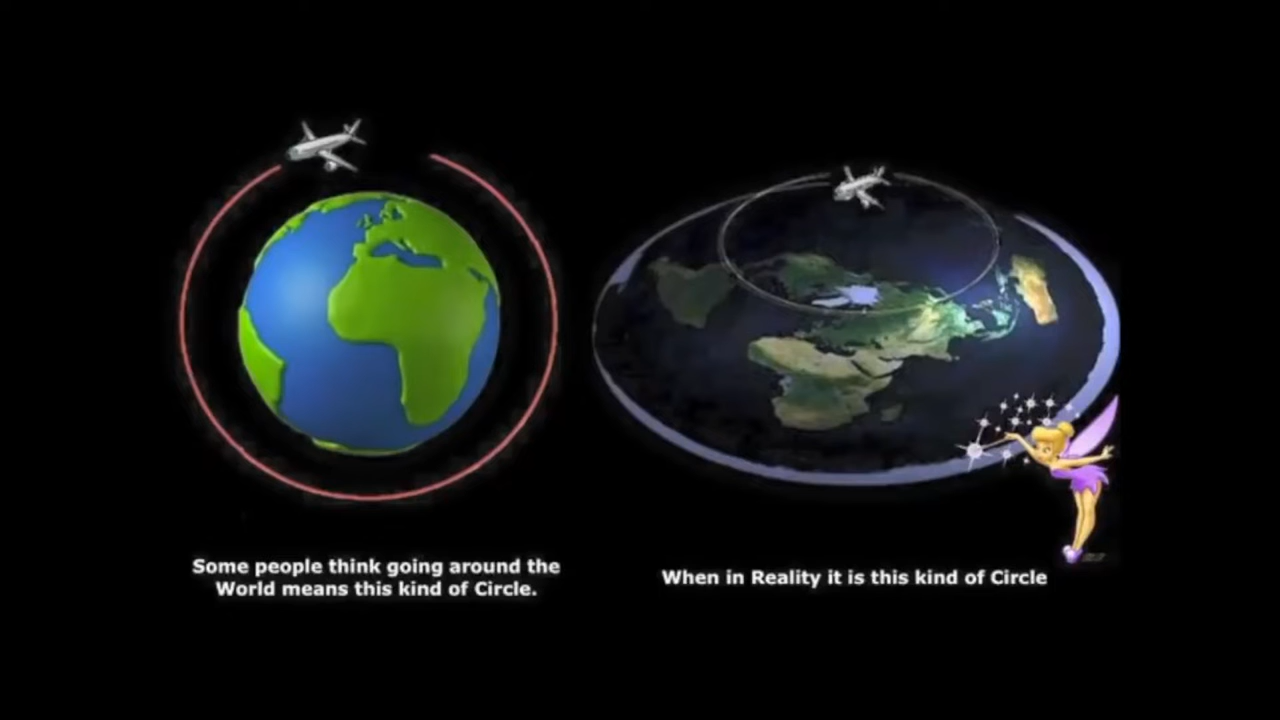 Some people think going around the
World means this kind of Circle.
When in Reality it is this kind of Circle